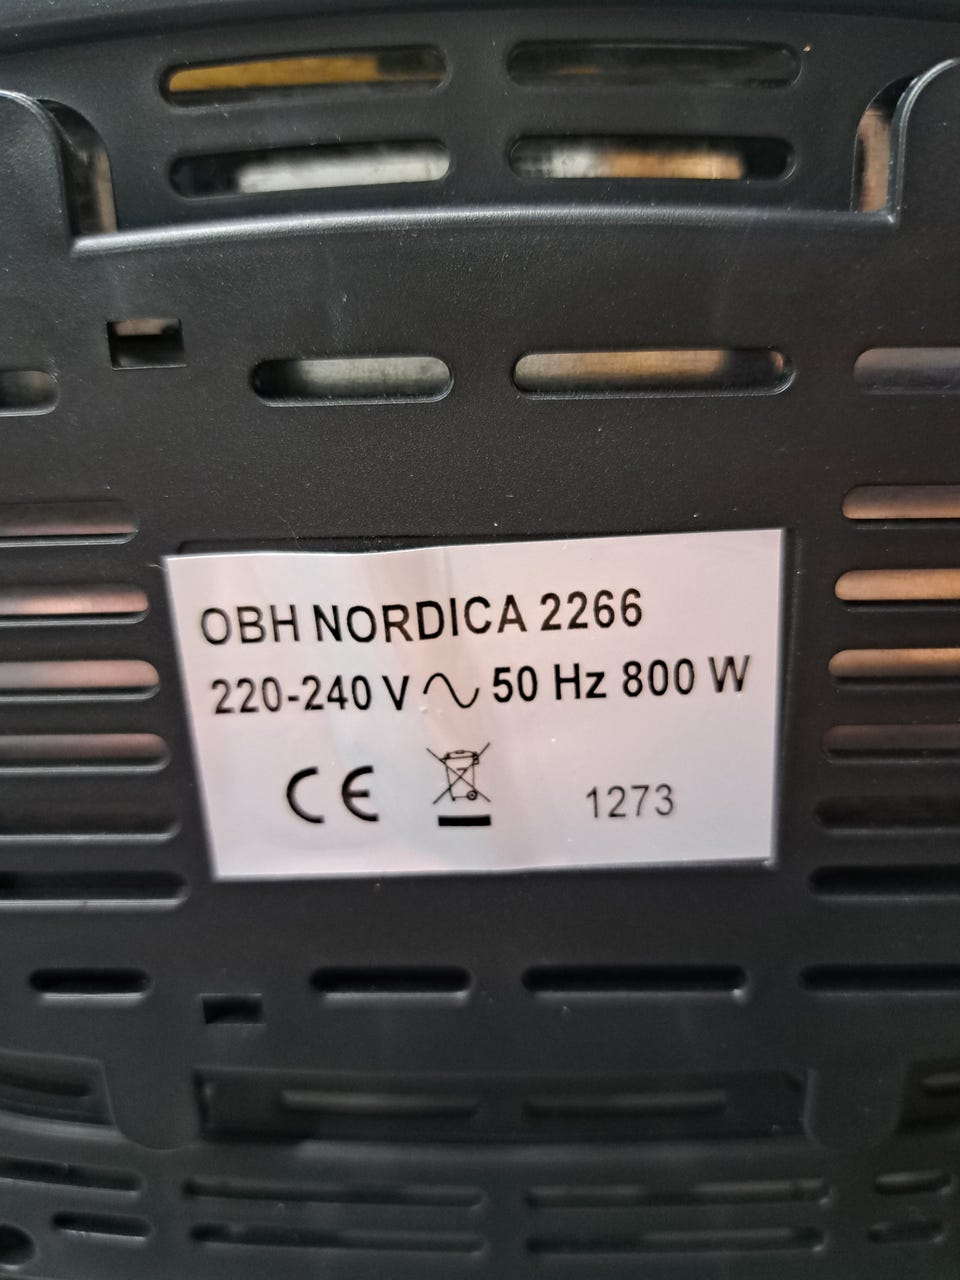 OBH NORDICA 2266
220-240 V ∿ 50 Hz 800 W
CE 1273